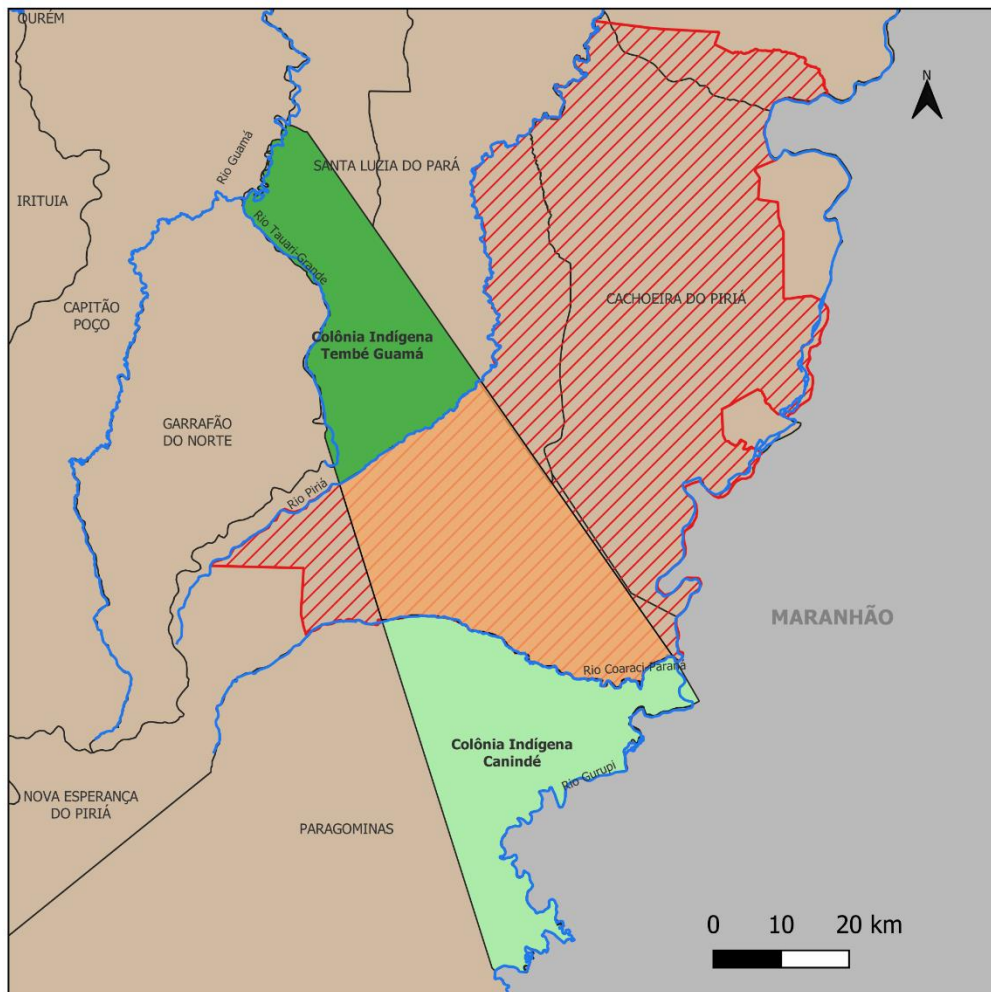 OURÉM
N
Rio Guamá
SANTA LUZIA DO PARÁ
IRITUIA
Rio Tauari-Grande
CAPITÃO
POÇO
CACHOEIRA DO PIRIÁ
Colônia Indígena
Tembé Guamá
GARRAFÃO
DO NORTE
Rio Piriá
MARANHÃO
Rio Coaraci-Paraná
Colônia Indígena
Canindé
Rio Gurupi
NOVA ESPERANÇA
DO PIRIÁ
PARAGOMINAS
0 10 20 km